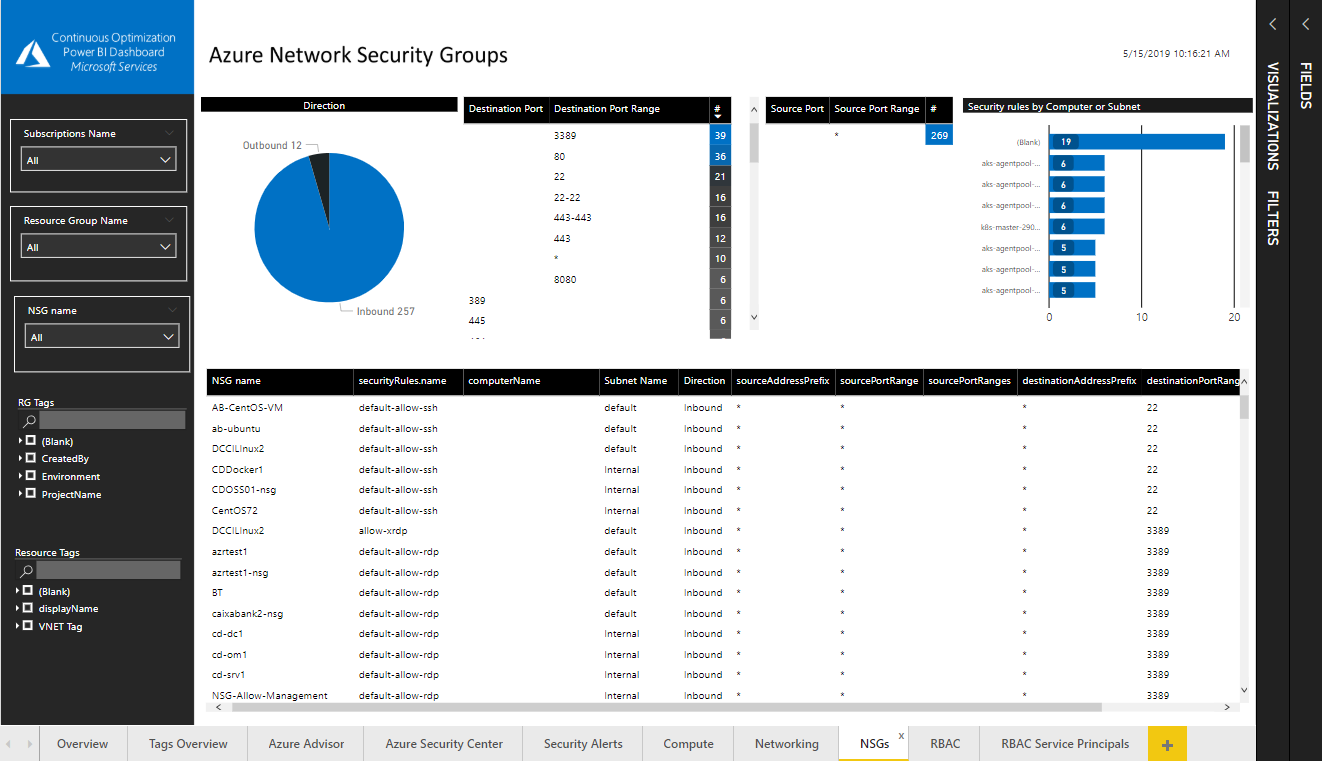 Continuous Optimization
Power BI Dashboard
Microsoft Services
Azure Network Security Groups
5/15/2019 10:16:21 AM
VISUALIZATIONS
FILTERS
FIELDS
Subscriptions Name
All
Resource Group Name
All
NSG name
All
RG Tags
(Blank)
CreatedBy
Environment
ProjectName
Resource Tags
(Blank)
displayName
VNET Tag
Direction
Outbound 12
Inbound 257
Destination Port Destination Port Range #
3389 39
80 36
22 21
22-22 16
443-443 16
443 12
* 10
8080 6
389 6
445 6
Source Port Source Port Range #
* 269
Security rules by Computer or Subnet
(Blank) 19
aks-agentpool-... 6
aks-agentpool-... 6
aks-agentpool-... 6
k8s-master-290... 6
aks-agentpool-... 5
aks-agentpool-... 5
aks-agentpool-... 5
0 10 20
NSG name securityRules.name computerName Subnet Name Direction sourceAddressPrefix sourcePortRange sourcePortRanges destinationAddressPrefix destinationPortRang
AB-CentOS-VM default-allow-ssh default Inbound * * * 22
ab-ubuntu default-allow-ssh default Inbound * * * 22
DCCILinux2 default-allow-ssh default Inbound * * * 22
CDDocker1 default-allow-ssh Internal Inbound * * * 22
CDOSS01-nsg default-allow-ssh Internal Inbound * * * 22
CentOS72 default-allow-ssh Internal Inbound * * * 22
DCCILinux2 allow-xrdp default Inbound * * * 3389
azrtest1 default-allow-rdp default Inbound * * * 3389
azrtest1-nsg default-allow-rdp default Inbound * * * 3389
BT default-allow-rdp default Inbound * * * 3389
caixabank2-nsg default-allow-rdp default Inbound * * * 3389
cd-dc1 default-allow-rdp Internal Inbound * * * 3389
cd-om1 default-allow-rdp Internal Inbound * * * 3389
cd-srv1 default-allow-rdp Internal Inbound * * * 3389
NSG-Allow-Management default-allow-rdp Internal Inbound * * * 3389
Overview Tags Overview Azure Advisor Azure Security Center Security Alerts Compute Networking NSGs x RBAC RBAC Service Principals +